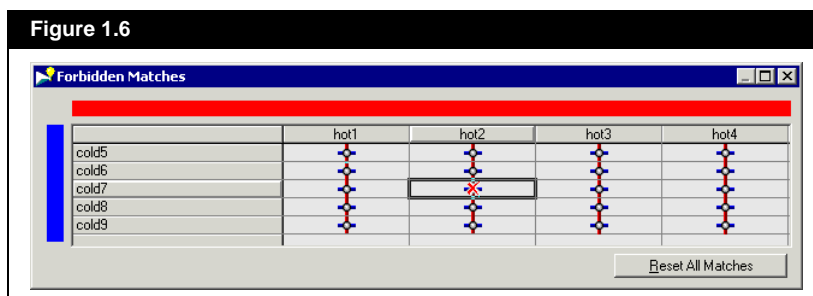 Figure 1.6
Forbidden Matches
hot1 hot2 hot3 hot4
cold5
cold6
cold7
cold8
cold9
Reset All Matches